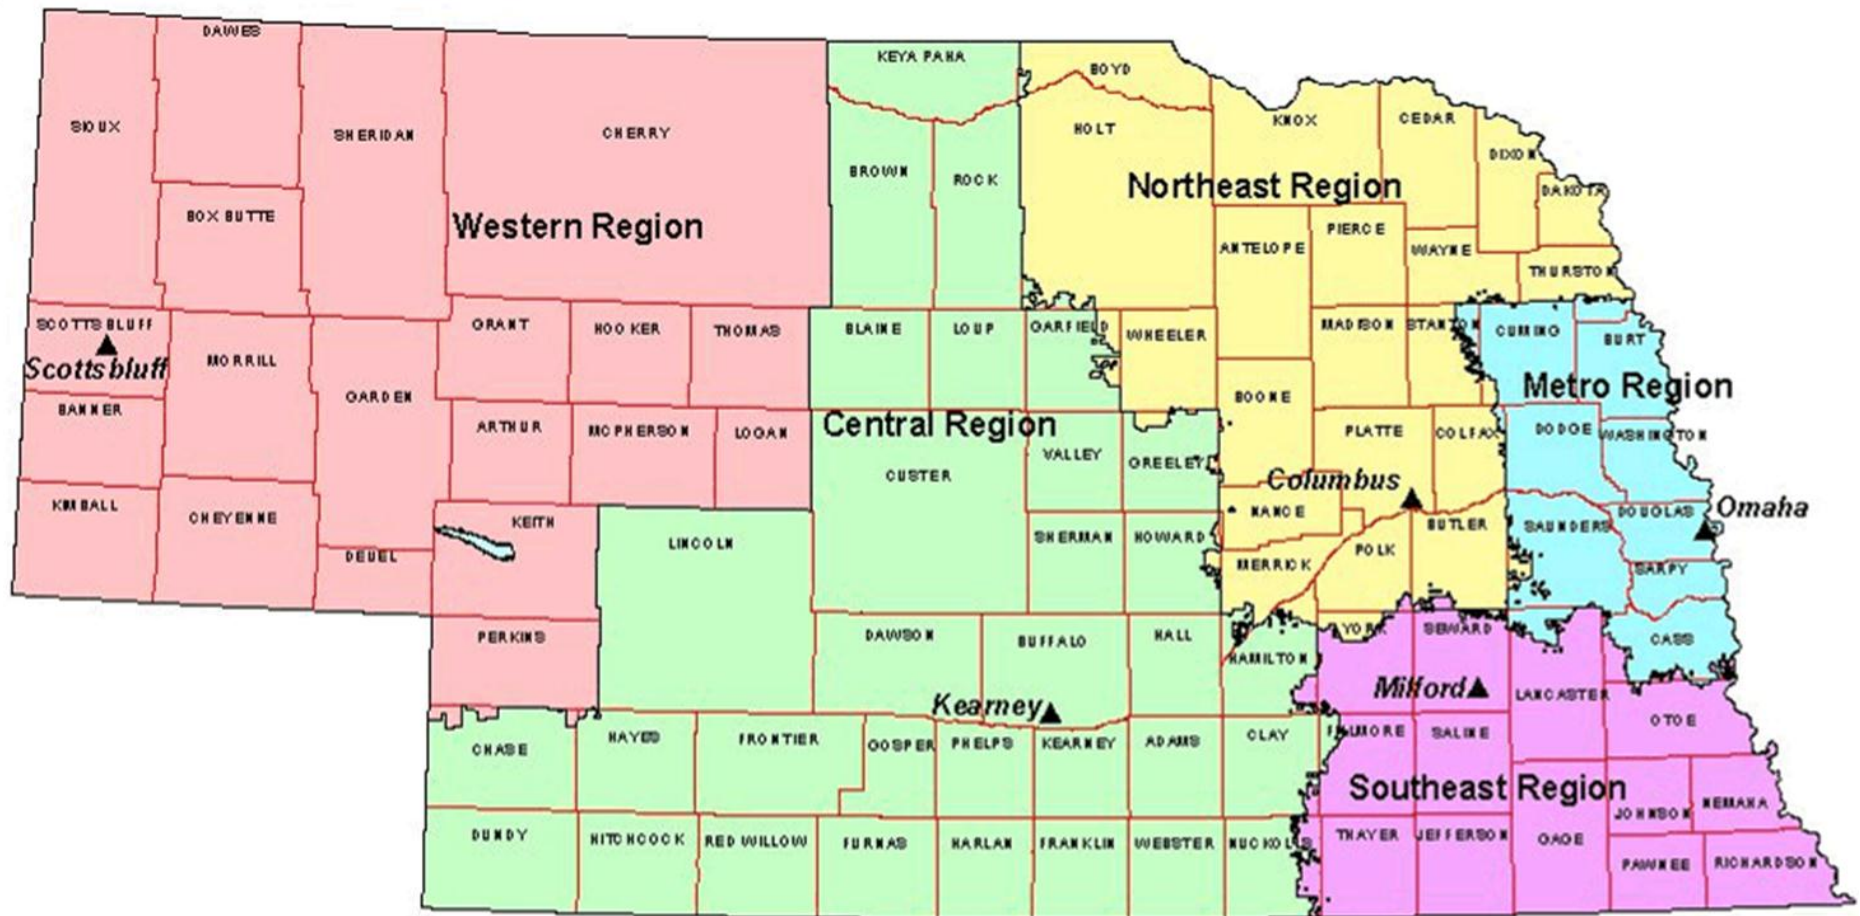 DAWES
KEYA PAHA
BOYD
SIOUX
SHERIDAN
CHERRY
HOLT
KNOX
CEDAR
DIXON
BROWN
ROCK
Northeast Region
DAKOTA
BOX BUTTE
Western Region
PIERCE
ANTELOPE
WAYNE
THURSTON
SCOTTS BLUFF
GRANT
HOOKER
THOMAS
BLAINE
LOUP
GARFIELD
WHEELER
MADISON
STANTON
CUMING
BURT
Scottsbluff
MORRILL
Metro Region
BANNER
GARDEN
BOONE
ARTHUR
MCPHERSON
LOGAN
Central Region
PLATTE
COLFAX
DODGE
WASHINGTON
VALLEY
GREELEY
CUSTER
Columbus
KIMBALL
CHEYENNE
KEITH
NANCE
BUTLER
SAUNDERS
DOUGLAS
Omaha
LINCOLN
SHERMAN
HOWARD
DEUEL
MERRICK
POLK
SARPY
PERKINS
DAWSON
BUFFALO
HALL
YORK
SEWARD
CASS
HAMILTON
Kearney
Milford
LANCASTER
OTOE
CHASE
HAYES
FRONTIER
GOSPER
PHELPS
KEARNEY
ADAMS
CLAY
FILLMORE
SALINE
Southeast Region
JOHNSON
NEMAHA
DUNDY
HITCHCOCK
RED WILLOW
FURNAS
HARLAN
FRANKLIN
WEBSTER
NUCKOLLS
THAYER
JEFFERSON
GAGE
PAWNEE
RICHARDSON